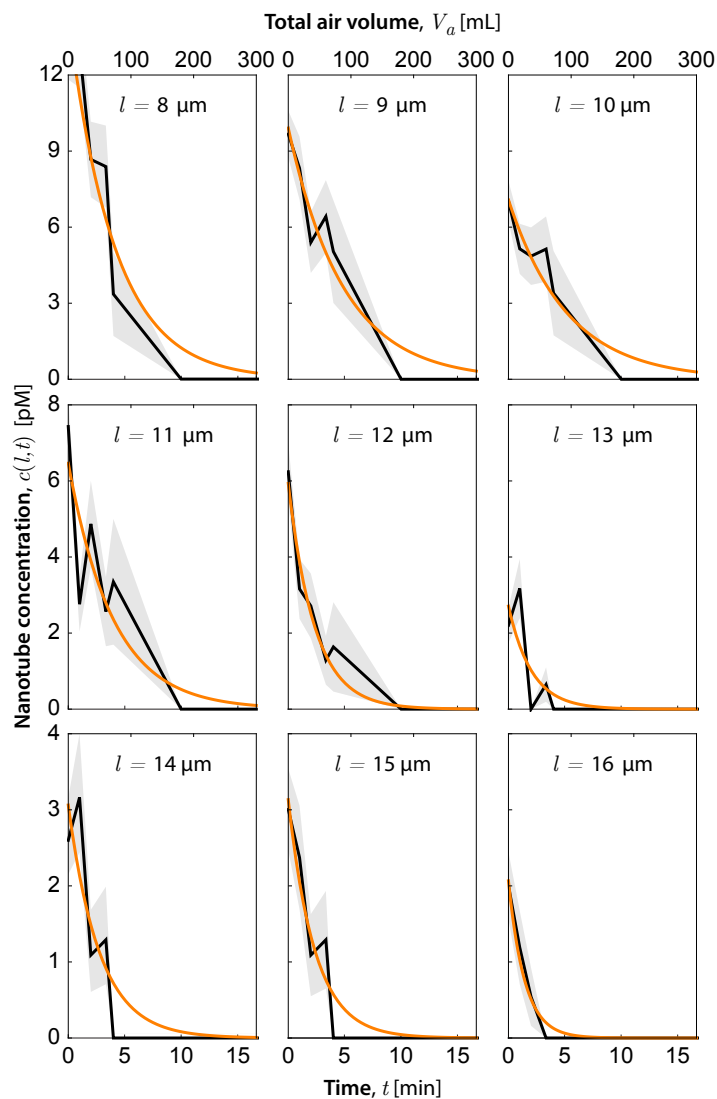 Total air volume, V_a [mL]
0 100 200 300 0 100 200 300 0 100 200 300
12
9
6
3
0
l = 8 μm
l = 9 μm
l = 10 μm
Nanotube concentration, c(l,t) [pM]
8
6
4
2
0
l = 11 μm
l = 12 μm
l = 13 μm
4
3
2
1
0
l = 14 μm
l = 15 μm
l = 16 μm
0 5 10 15 0 5 10 15 0 5 10 15
Time, t [min]